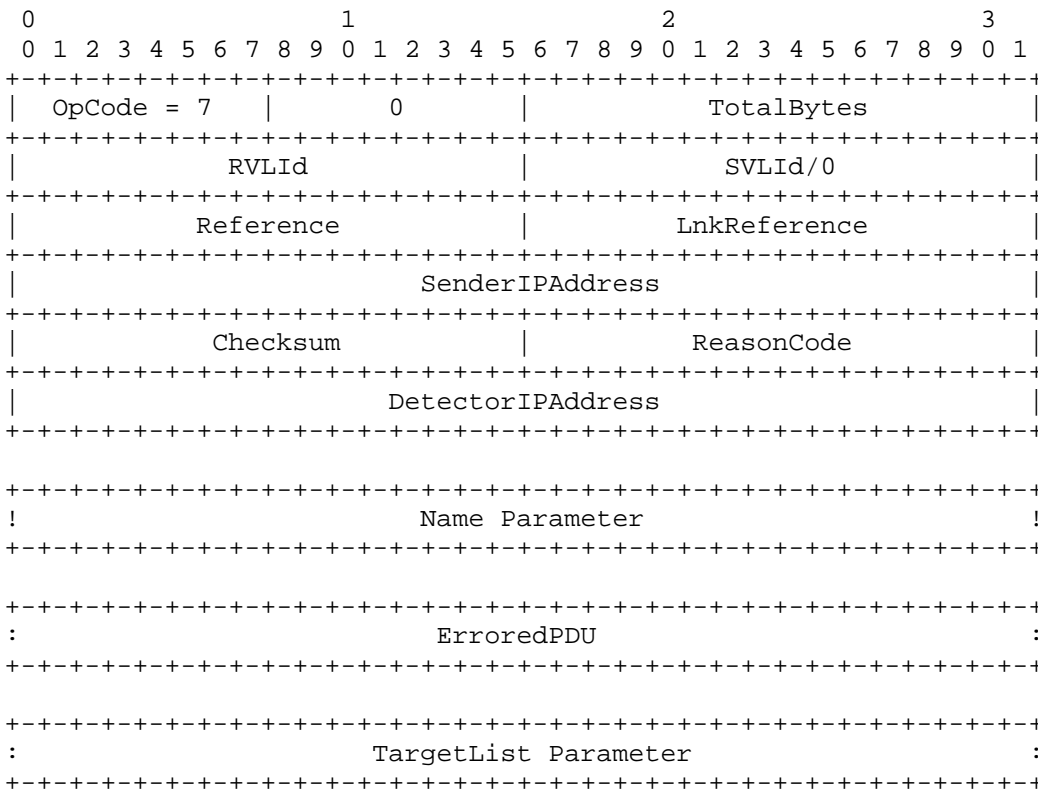 0                   1                   2                   3
 0 1 2 3 4 5 6 7 8 9 0 1 2 3 4 5 6 7 8 9 0 1 2 3 4 5 6 7 8 9 0 1
+-+-+-+-+-+-+-+-+-+-+-+-+-+-+-+-+-+-+-+-+-+-+-+-+-+-+-+-+-+-+-+-+
|  OpCode = 7   |       0       |           TotalBytes          |
+-+-+-+-+-+-+-+-+-+-+-+-+-+-+-+-+-+-+-+-+-+-+-+-+-+-+-+-+-+-+-+-+
|             RVLId             |            SVLId/0            |
+-+-+-+-+-+-+-+-+-+-+-+-+-+-+-+-+-+-+-+-+-+-+-+-+-+-+-+-+-+-+-+-+
|           Reference           |         LnkReference          |
+-+-+-+-+-+-+-+-+-+-+-+-+-+-+-+-+-+-+-+-+-+-+-+-+-+-+-+-+-+-+-+-+
|                         SenderIPAddress                       |
+-+-+-+-+-+-+-+-+-+-+-+-+-+-+-+-+-+-+-+-+-+-+-+-+-+-+-+-+-+-+-+-+
|            Checksum           |          ReasonCode           |
+-+-+-+-+-+-+-+-+-+-+-+-+-+-+-+-+-+-+-+-+-+-+-+-+-+-+-+-+-+-+-+-+
|                       DetectorIPAddress                       |
+-+-+-+-+-+-+-+-+-+-+-+-+-+-+-+-+-+-+-+-+-+-+-+-+-+-+-+-+-+-+-+-+
+-+-+-+-+-+-+-+-+-+-+-+-+-+-+-+-+-+-+-+-+-+-+-+-+-+-+-+-+-+-+-+-+
!                         Name Parameter                        !
+-+-+-+-+-+-+-+-+-+-+-+-+-+-+-+-+-+-+-+-+-+-+-+-+-+-+-+-+-+-+-+-+
+-+-+-+-+-+-+-+-+-+-+-+-+-+-+-+-+-+-+-+-+-+-+-+-+-+-+-+-+-+-+-+-+
:                          ErroredPDU                           :
+-+-+-+-+-+-+-+-+-+-+-+-+-+-+-+-+-+-+-+-+-+-+-+-+-+-+-+-+-+-+-+-+
+-+-+-+-+-+-+-+-+-+-+-+-+-+-+-+-+-+-+-+-+-+-+-+-+-+-+-+-+-+-+-+-+
:                      TargetList Parameter                     :
+-+-+-+-+-+-+-+-+-+-+-+-+-+-+-+-+-+-+-+-+-+-+-+-+-+-+-+-+-+-+-+-+